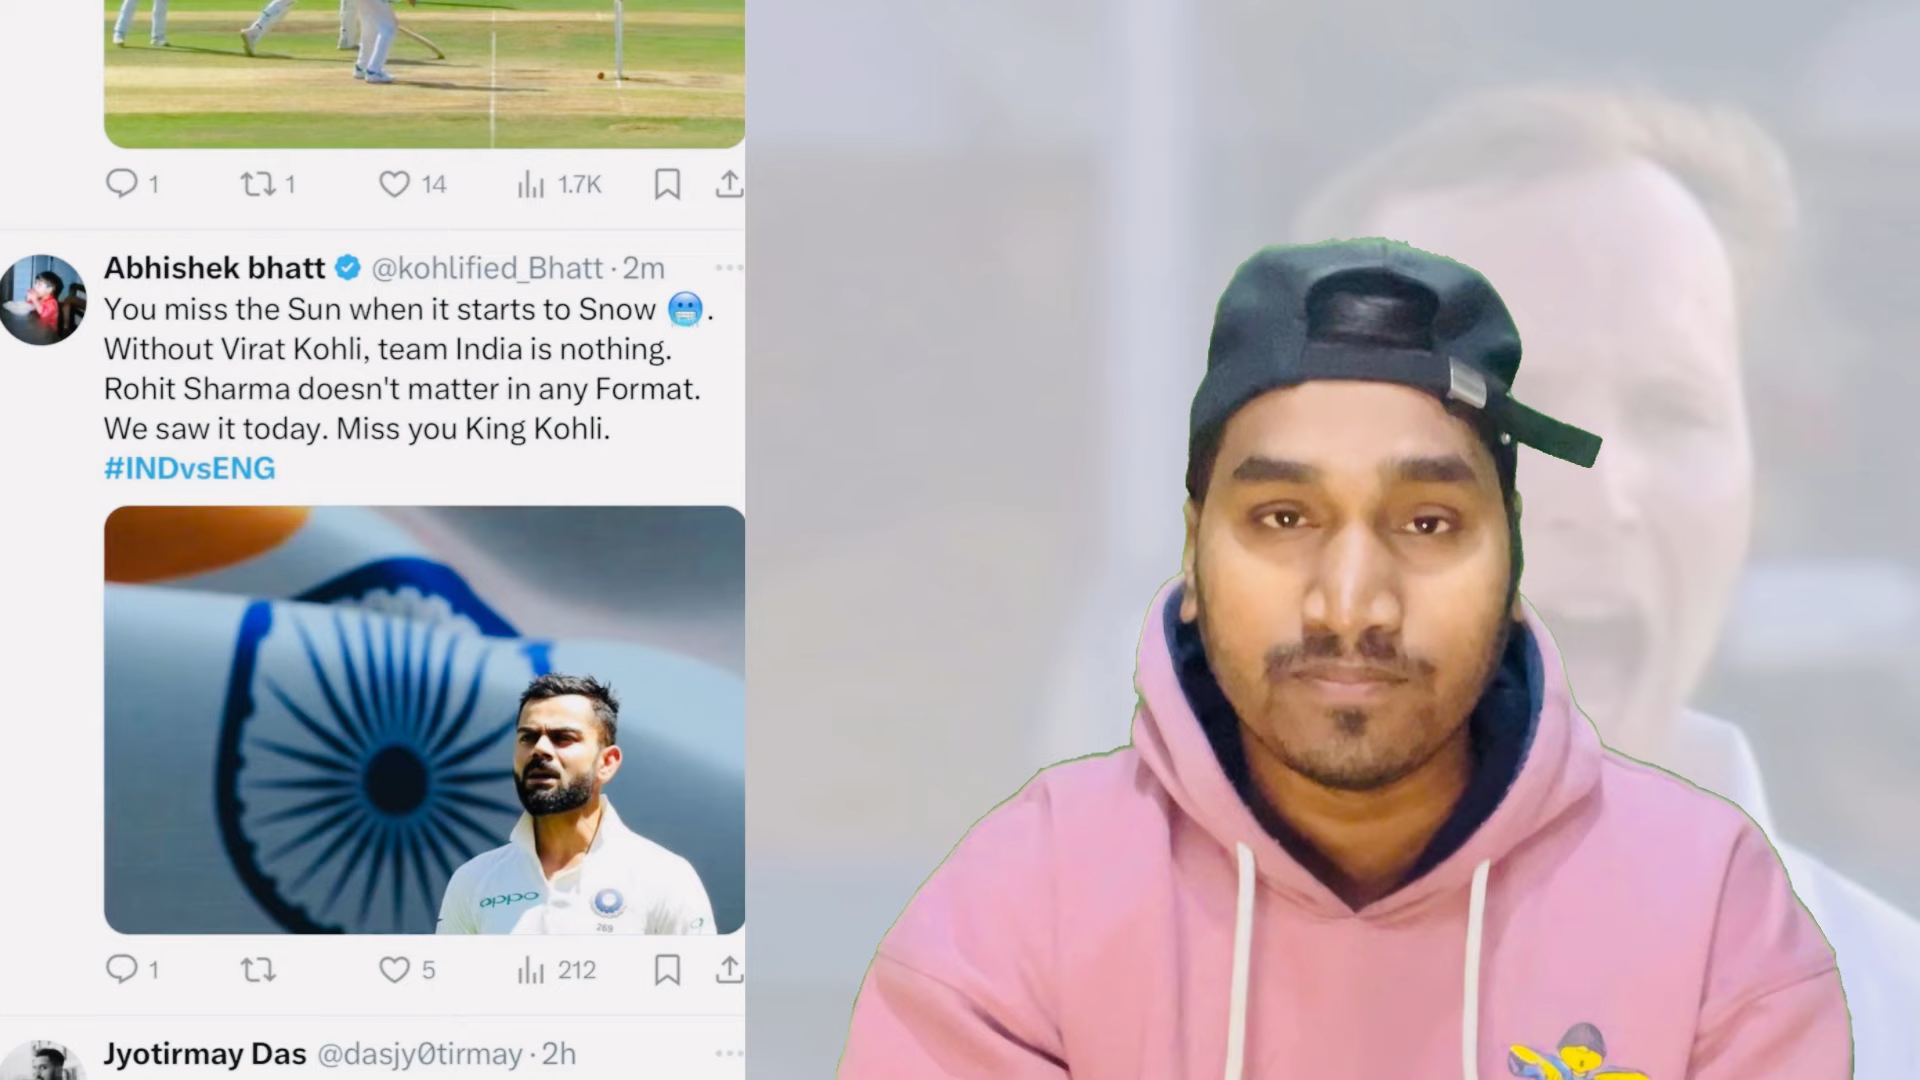 1 1 14 1.7K
Abhishek bhatt @kohlified_Bhatt · 2m
You miss the Sun when it starts to Snow 🥶.
Without Virat Kohli, team India is nothing.
Rohit Sharma doesn't matter in any Format.
We saw it today. Miss you King Kohli.
#INDvsENG
oppo
269
1 5 212
Jyotirmay Das @dasjy0tirmay · 2h